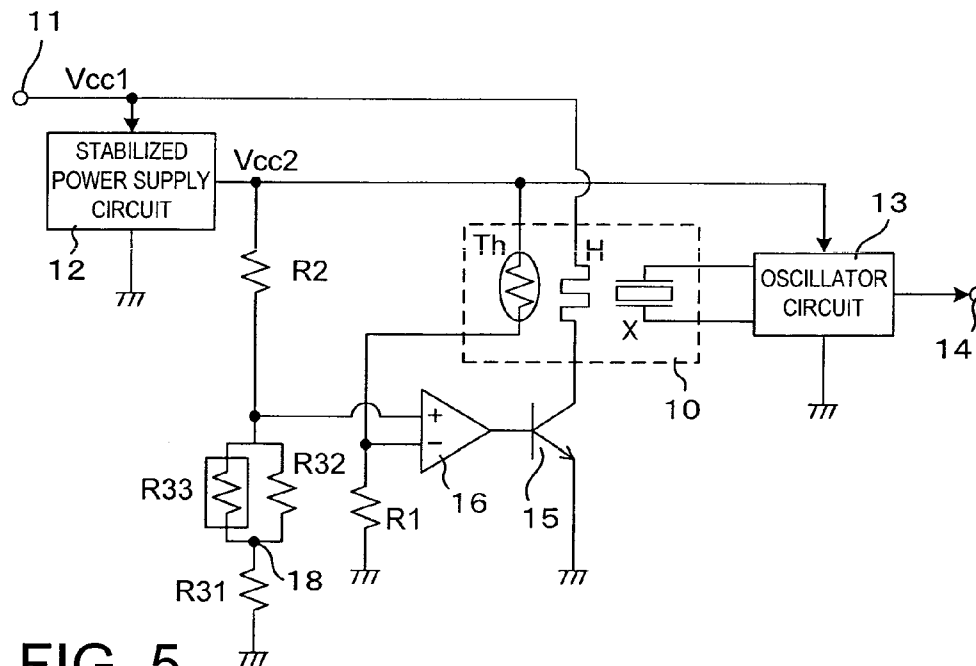 11
Vcc1
STABILIZED
POWER SUPPLY
CIRCUIT
12
Vcc2
R2
Th
H
X
10
13
OSCILLATOR
CIRCUIT
14
+
−
16
15
R33
R32
R1
18
R31
FIG. 5